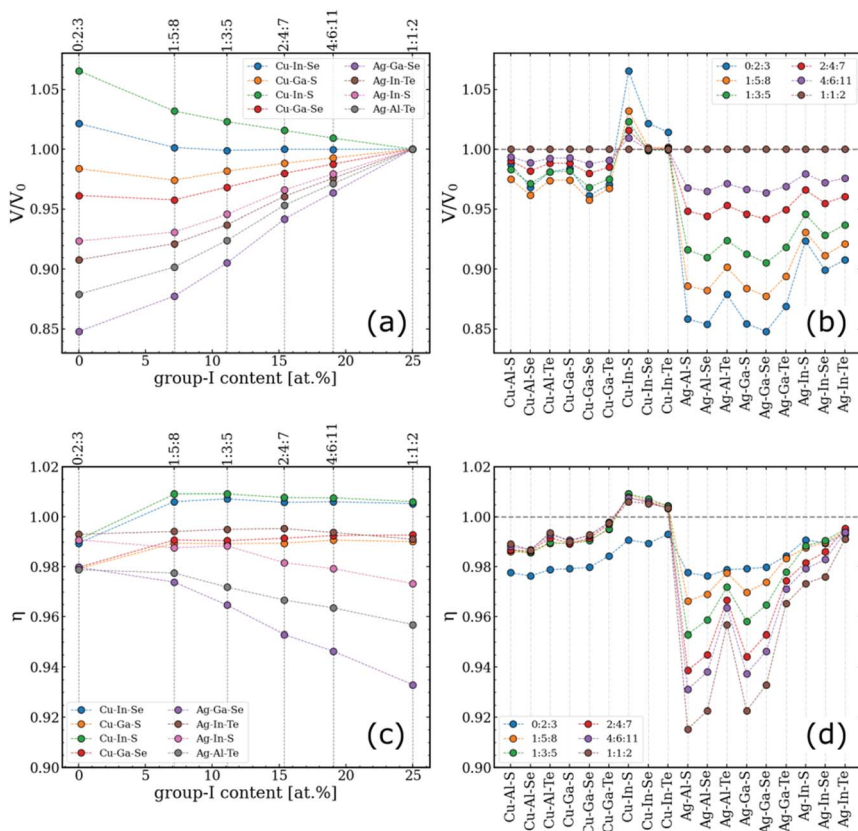 0:2:3 1:5:8 1:3:5 2:4:7 4:6:11 1:1:2
Cu-In-Se Ag-Ga-Se
Cu-Ga-S Ag-In-Te
Cu-In-S Ag-In-S
Cu-Ga-Se Ag-Al-Te
1.05
1.00
0.95
0.90
0.85
V/V0
(a)
0 5 10 15 20 25
group-I content [at.%]
0:2:3 2:4:7
1:5:8 4:6:11
1:3:5 1:1:2
1.05
1.00
0.95
0.90
0.85
V/V0
(b)
Cu-Al-S Cu-Al-Se Cu-Al-Te Cu-Ga-S Cu-Ga-Se Cu-Ga-Te Cu-In-S Cu-In-Se Cu-In-Te Ag-Al-S Ag-Al-Se Ag-Al-Te Ag-Ga-S Ag-Ga-Se Ag-Ga-Te Ag-In-S Ag-In-Se Ag-In-Te
0:2:3 1:5:8 1:3:5 2:4:7 4:6:11 1:1:2
1.02
1.00
0.98
0.96
0.94
0.92
0.90
η
Cu-In-Se Ag-Ga-Se
Cu-Ga-S Ag-In-Te
Cu-In-S Ag-In-S
Cu-Ga-Se Ag-Al-Te
(c)
0 5 10 15 20 25
group-I content [at.%]
1.02
1.00
0.98
0.96
0.94
0.92
0.90
η
0:2:3 2:4:7
1:5:8 4:6:11
1:3:5 1:1:2
(d)
Cu-Al-S Cu-Al-Se Cu-Al-Te Cu-Ga-S Cu-Ga-Se Cu-Ga-Te Cu-In-S Cu-In-Se Cu-In-Te Ag-Al-S Ag-Al-Se Ag-Al-Te Ag-Ga-S Ag-Ga-Se Ag-Ga-Te Ag-In-S Ag-In-Se Ag-In-Te